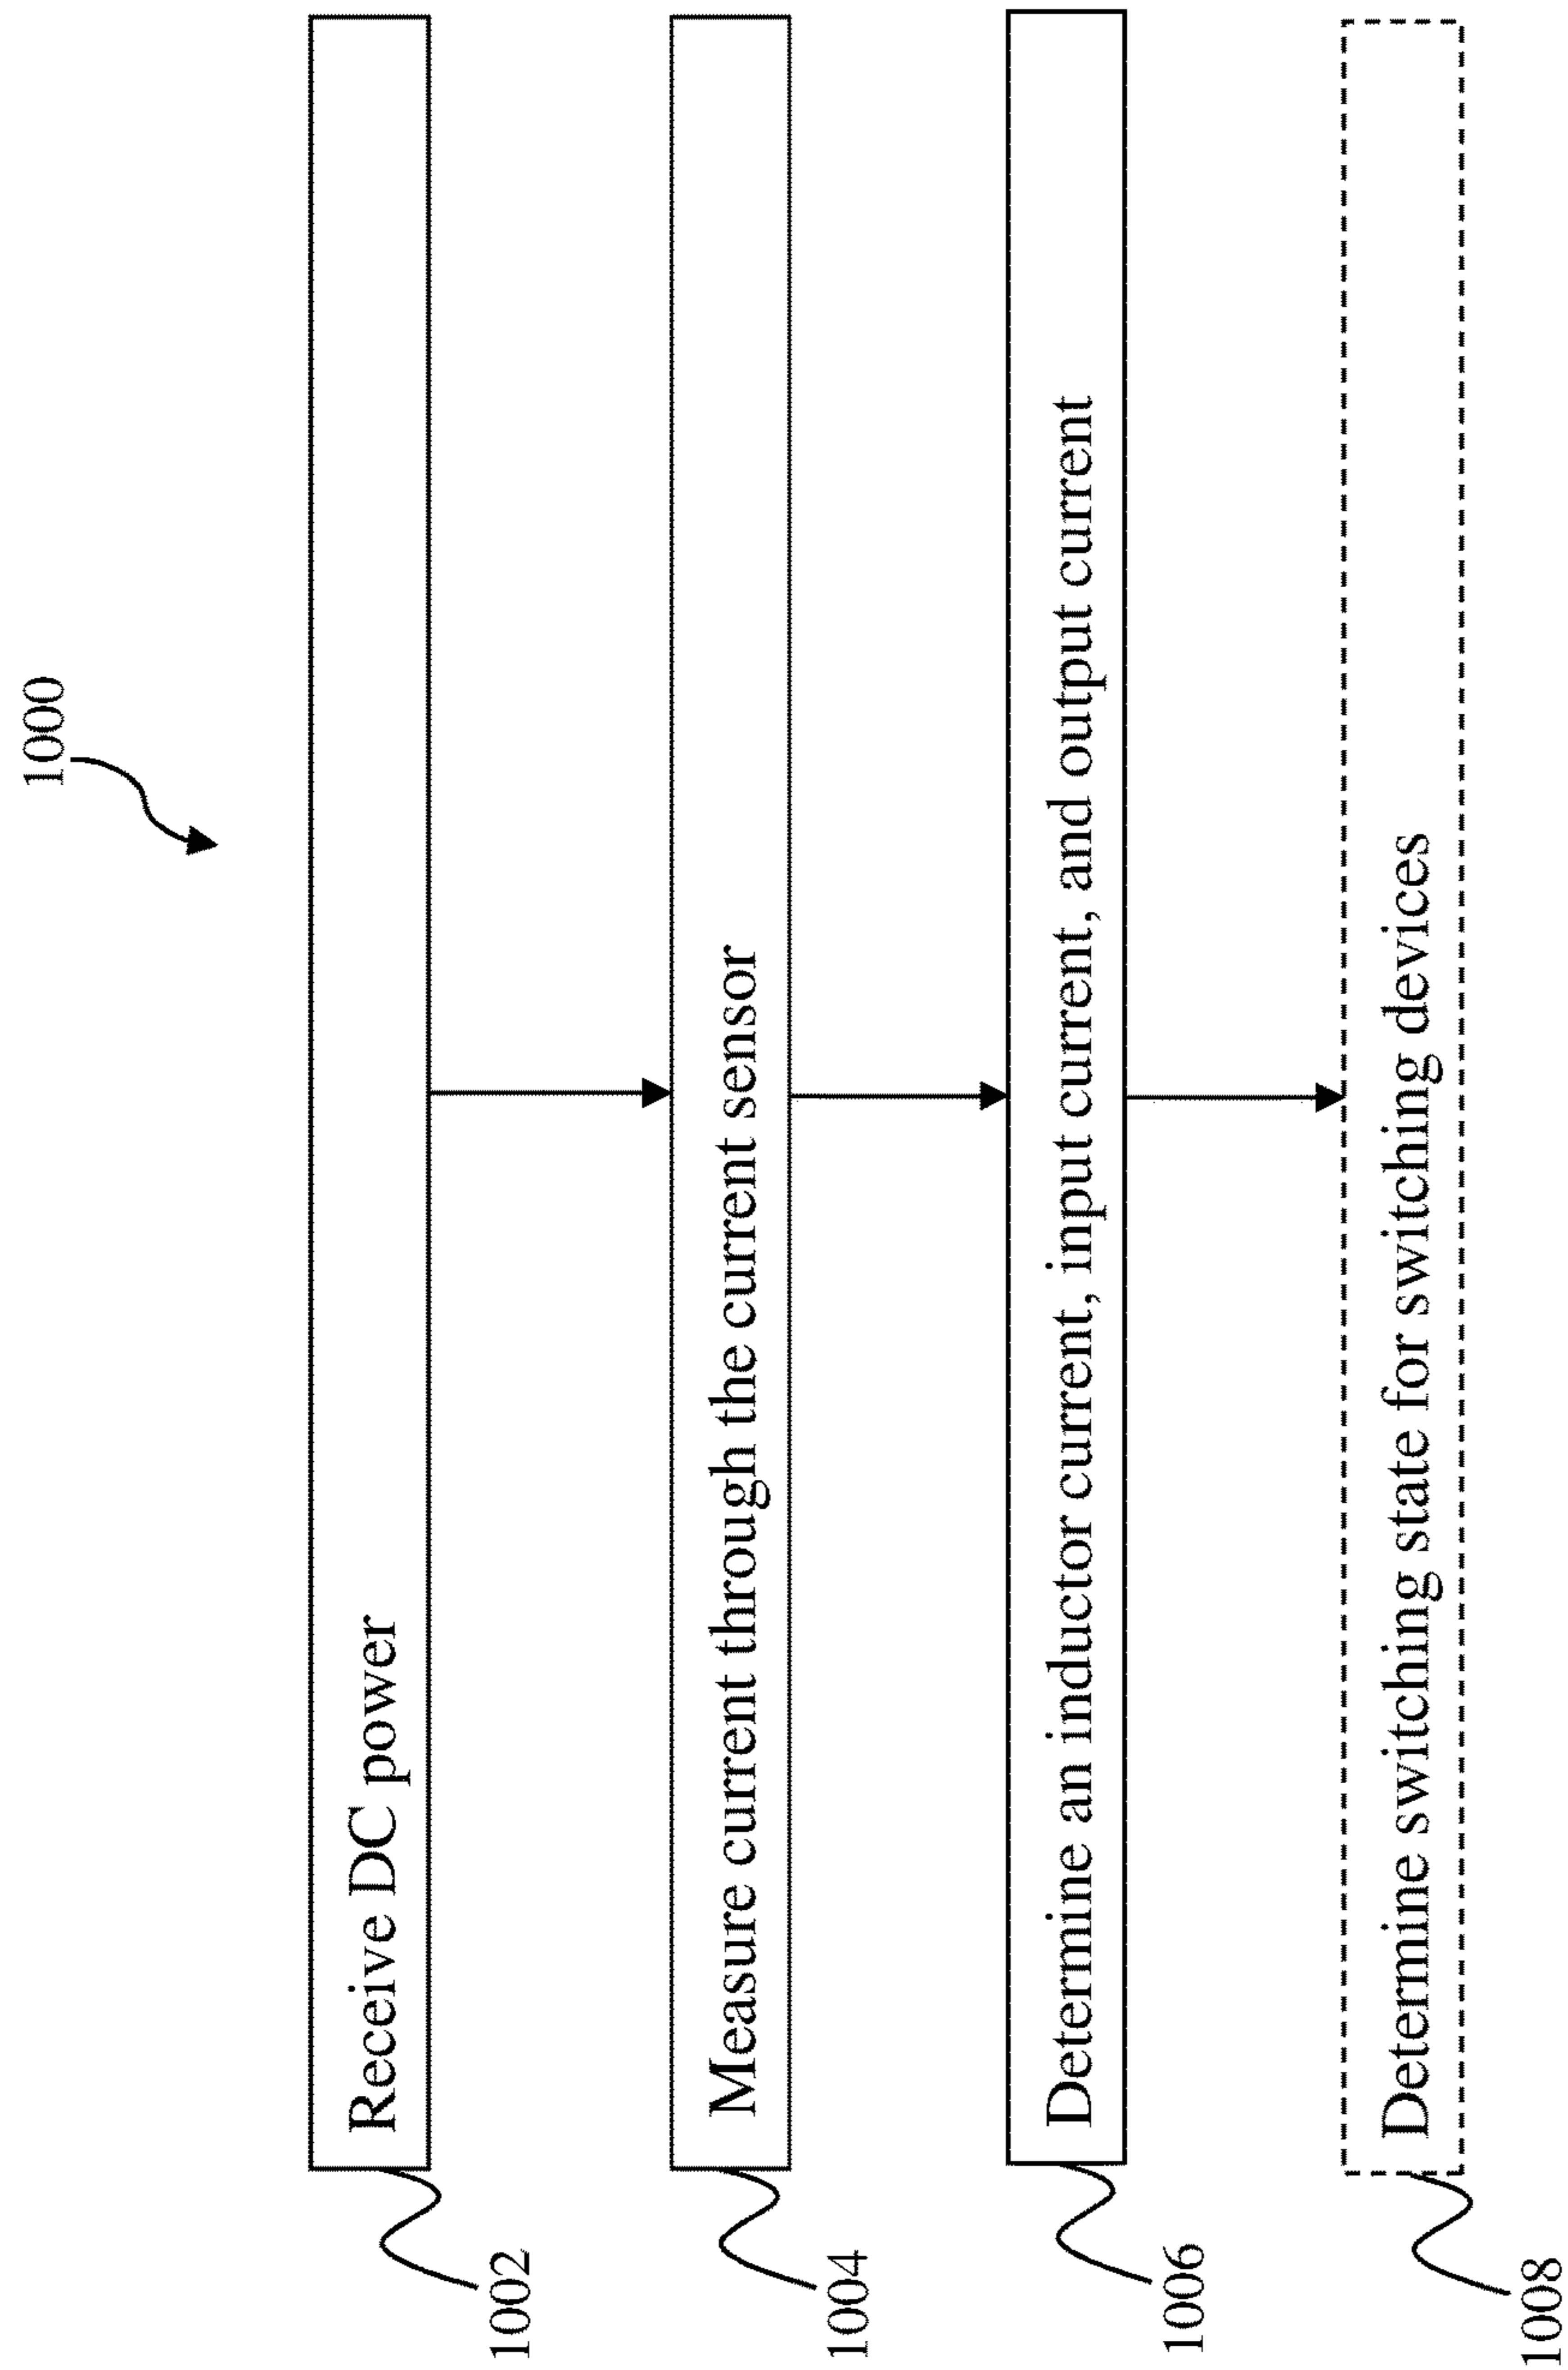 1000
Receive DC power
1002
Measure current through the current sensor
1004
Determine an inductor current, input current, and output current
1006
Determine switching state for switching devices
1008